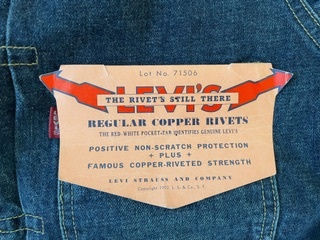 Lot No. 71506
LEVI'S
THE RIVET'S STILL THERE
REGULAR COPPER RIVETS
THE RED-WHITE POCKET-TAB IDENTIFIES GENUINE LEVI'S
POSITIVE NON-SCRATCH PROTECTION
+ PLUS +
FAMOUS COPPER-RIVETED STRENGTH
LEVI STRAUSS AND COMPANY